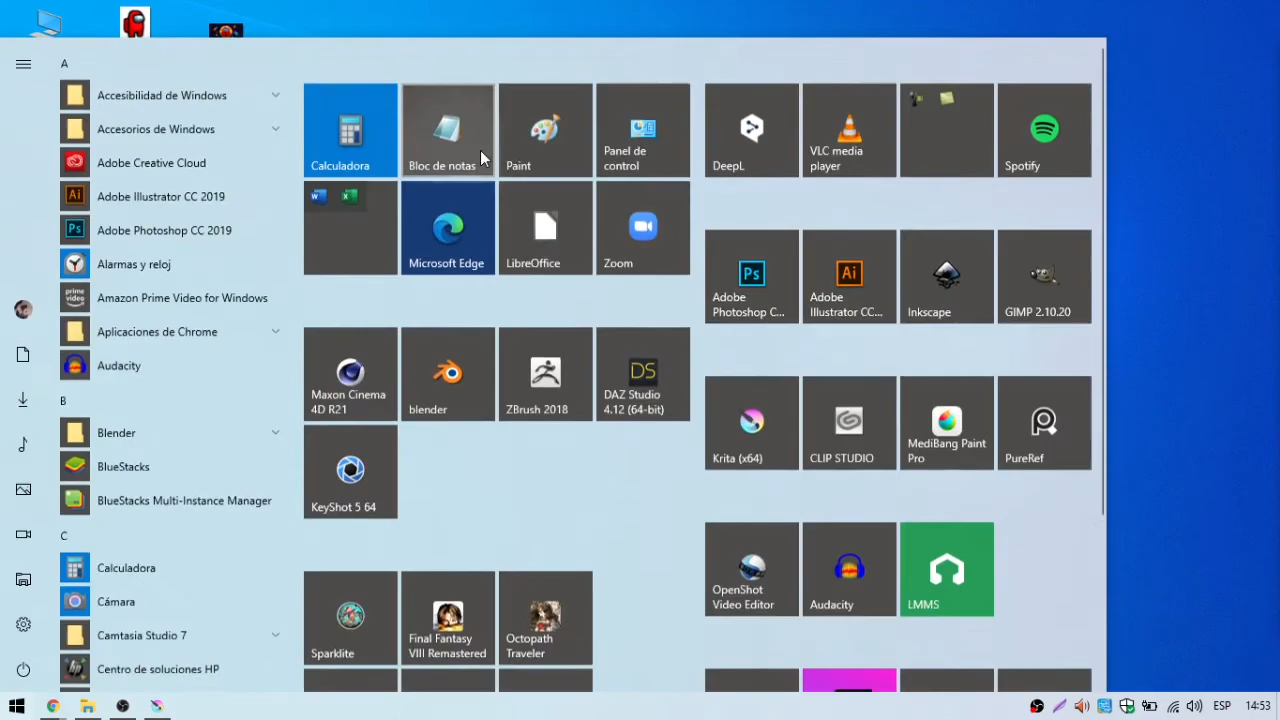 A
Accesibilidad de Windows
Accesorios de Windows
Adobe Creative Cloud
Adobe Illustrator CC 2019
Adobe Photoshop CC 2019
Alarmas y reloj
prime video
Amazon Prime Video for Windows
Aplicaciones de Chrome
Audacity
B
Blender
BlueStacks
BlueStacks Multi-Instance Manager
C
Calculadora
Cámara
Camtasia Studio 7
Centro de soluciones HP
Calculadora
Bloc de notas
Paint
Panel de
control
Microsoft Edge
LibreOffice
Zoom
Maxon Cinema
4D R21
blender
ZBrush 2018
DS
DAZ Studio
4.12 (64-bit)
KeyShot 5 64
Sparklite
Final Fantasy
VIII Remastered
Octopath
Traveler
DeepL
VLC media
player
Spotify
Ps
Adobe
Photoshop C...
Ai
Adobe
Illustrator CC...
Inkscape
GIMP 2.10.20
Krita (x64)
CLIP STUDIO
MediBang Paint
Pro
PureRef
OpenShot
Video Editor
Audacity
LMMS
ESP
14:53